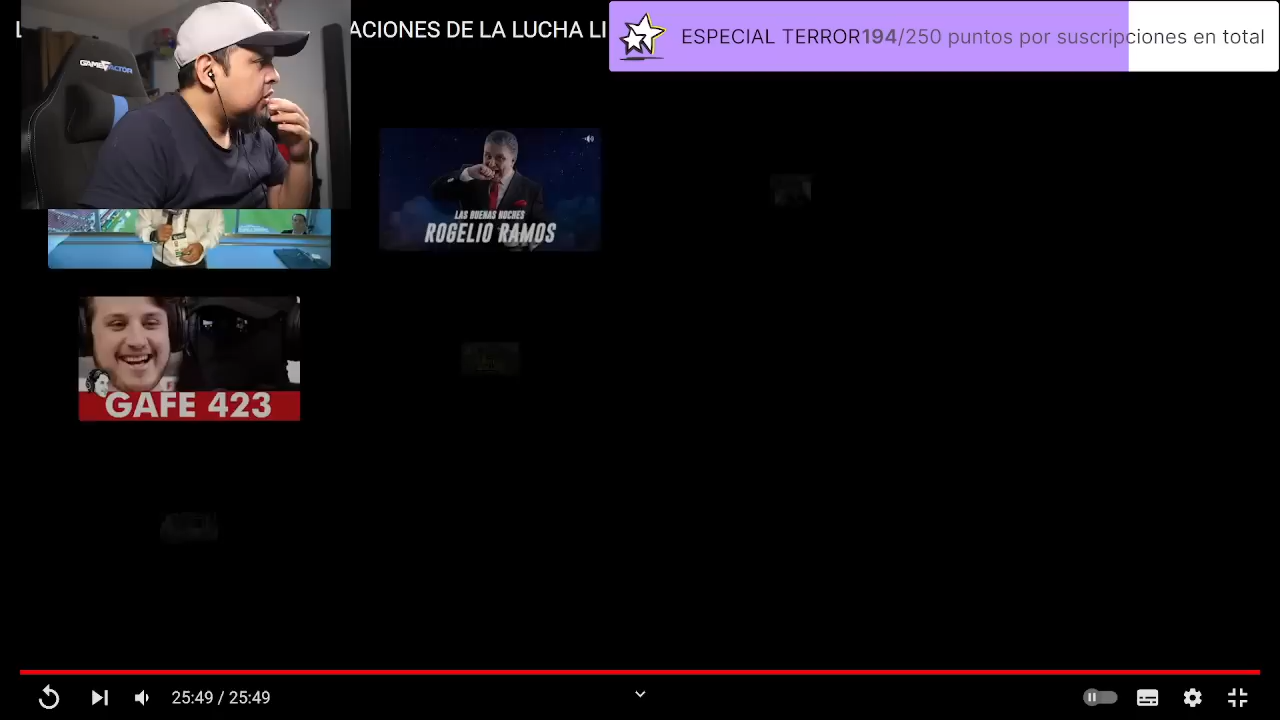 ACIONES DE LA LUCHA LI
ESPECIAL TERROR194/250 puntos por suscripciones en total
GAMEFACTOR
LAS BUENAS NOCHES
ROGELIO RAMOS
GAFE 423
25:49 / 25:49